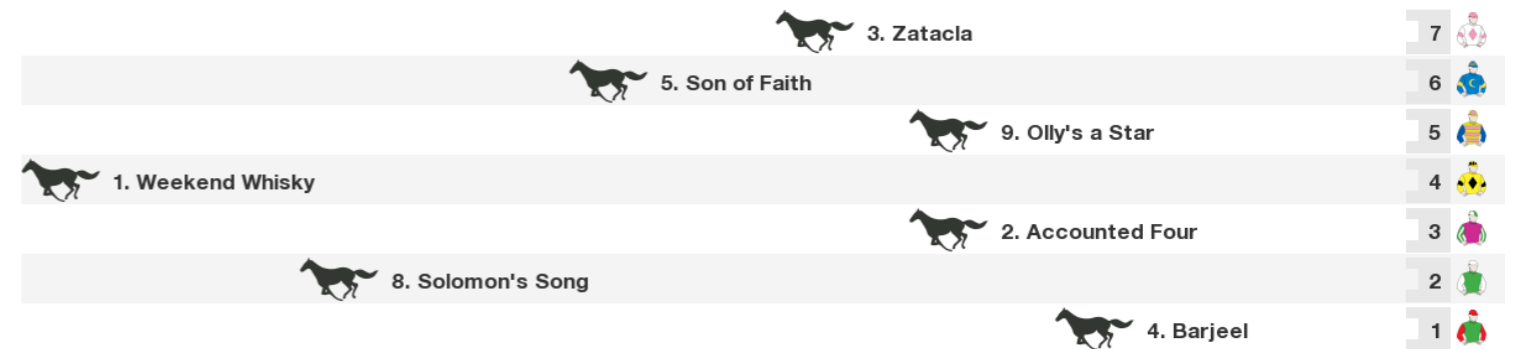 3. Zatacla 7
5. Son of Faith 6
9. Olly's a Star 5
1. Weekend Whisky 4
2. Accounted Four 3
8. Solomon's Song 2
4. Barjeel 1